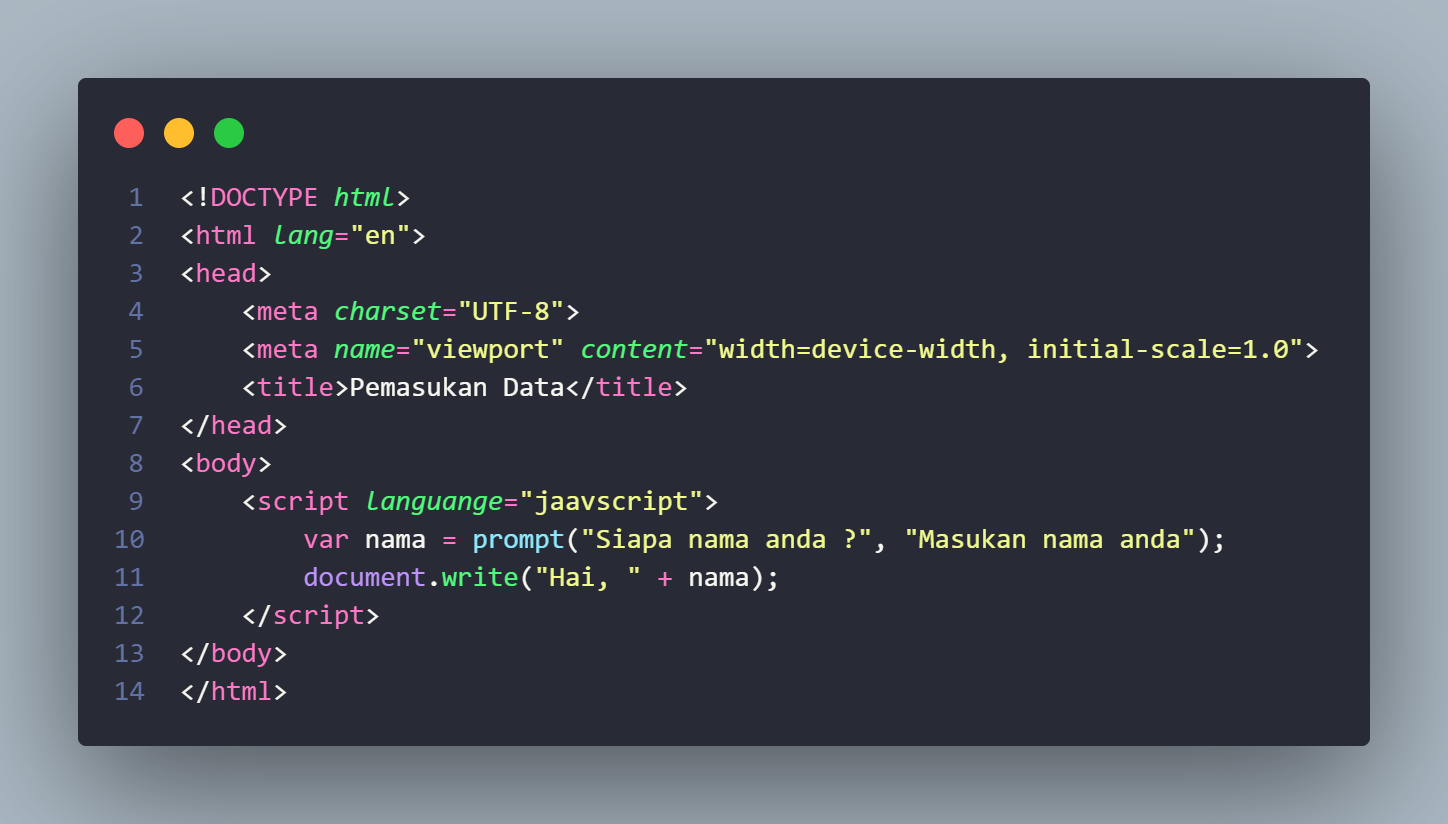 1 <!DOCTYPE html>
2 <html lang="en">
3 <head>
4     <meta charset="UTF-8">
5     <meta name="viewport" content="width=device-width, initial-scale=1.0">
6     <title>Pemasukan Data</title>
7 </head>
8 <body>
9     <script languange="jaavscript">
10         var nama = prompt("Siapa nama anda ?", "Masukan nama anda");
11         document.write("Hai, " + nama);
12     </script>
13 </body>
14 </html>